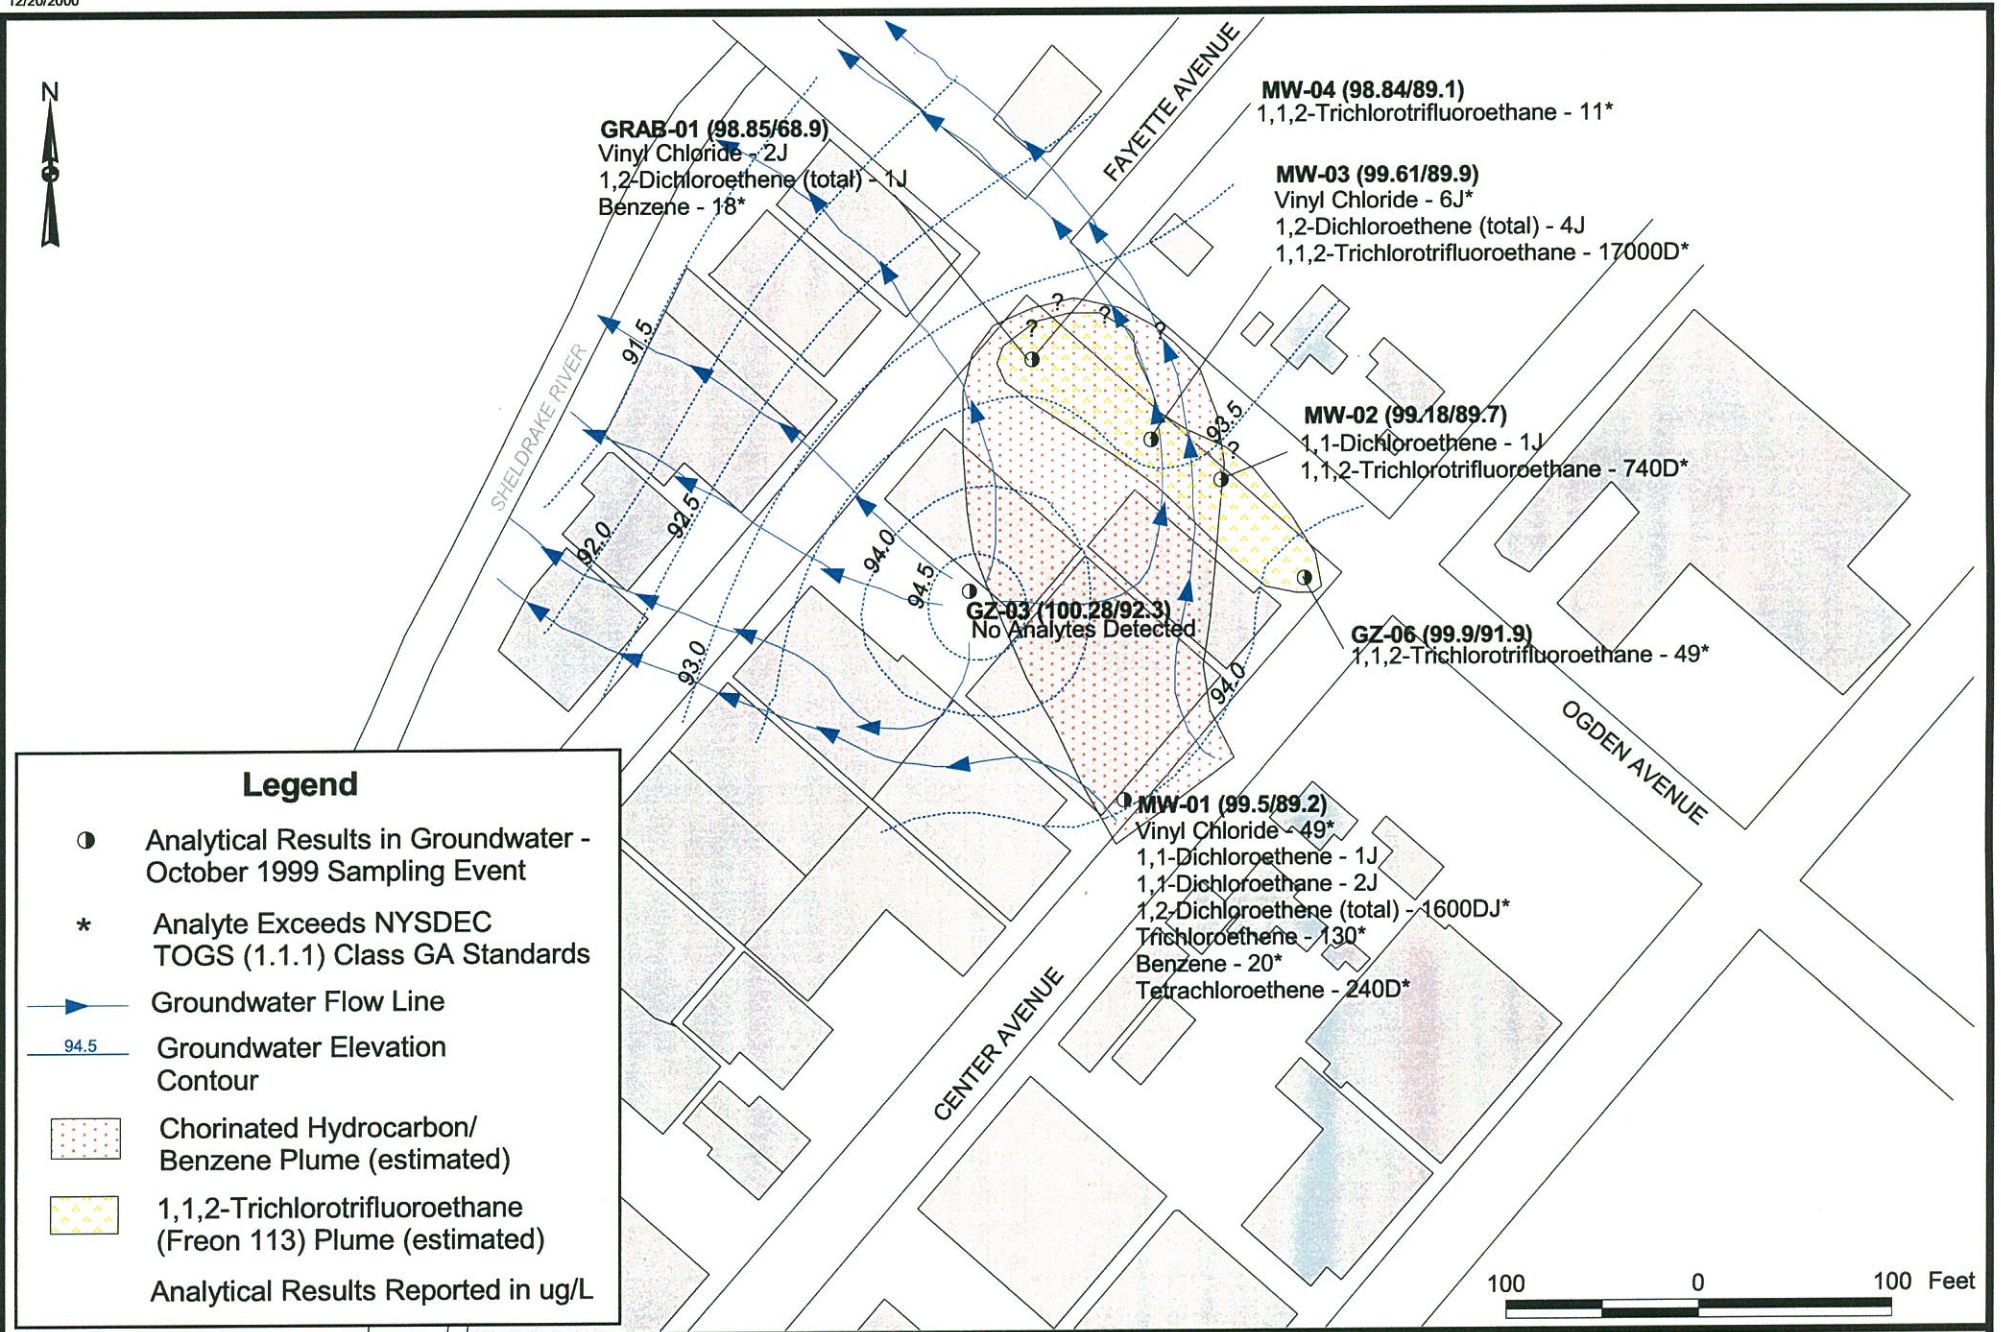 12/20/2000
N
FAYETTE AVENUE
MW-04 (98.84/89.1)
1,1,2-Trichlorotrifluoroethane - 11*
GRAB-01 (98.85/68.9)
Vinyl Chloride - 2J
1,2-Dichloroethene (total) - 1J
Benzene - 18*
MW-03 (99.61/89.9)
Vinyl Chloride - 6J*
1,2-Dichloroethene (total) - 4J
1,1,2-Trichlorotrifluoroethane - 17000D*
?
?
?
?
91.5
SHELDRAKE RIVER
93.5
?
MW-02 (99.18/89.7)
1,1-Dichloroethene - 1J
1,1,2-Trichlorotrifluoroethane - 740D*
92.0
92.5
94.0
94.5
GZ-03 (100.28/92.3)
No Analytes Detected
GZ-06 (99.9/91.9)
1,1,2-Trichlorotrifluoroethane - 49*
93.0
94.0
OGDEN AVENUE
MW-01 (99.5/89.2)
Vinyl Chloride - 49*
1,1-Dichloroethene - 1J
1,1-Dichloroethane - 2J
1,2-Dichloroethene (total) - 1600DJ*
Trichloroethene - 130*
Benzene - 20*
Tetrachloroethene - 240D*
CENTER AVENUE
Legend
Analytical Results in Groundwater -
October 1999 Sampling Event
* Analyte Exceeds NYSDEC
TOGS (1.1.1) Class GA Standards
Groundwater Flow Line
94.5 Groundwater Elevation
Contour
Chorinated Hydrocarbon/
Benzene Plume (estimated)
1,1,2-Trichlorotrifluoroethane
(Freon 113) Plume (estimated)
Analytical Results Reported in ug/L
100 0 100 Feet